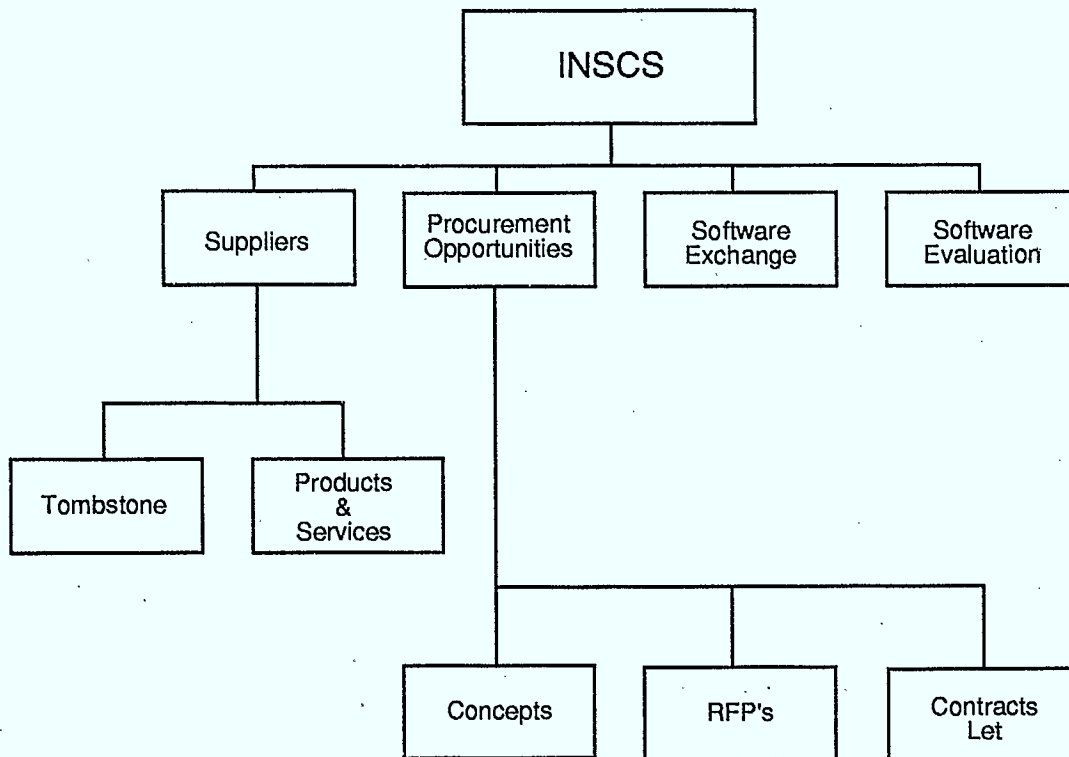 INSCS
Suppliers
Procurement
Opportunities
Software
Exchange
Software
Evaluation
Tombstone
Products
&
Services
Concepts
RFP's
Contracts
Let